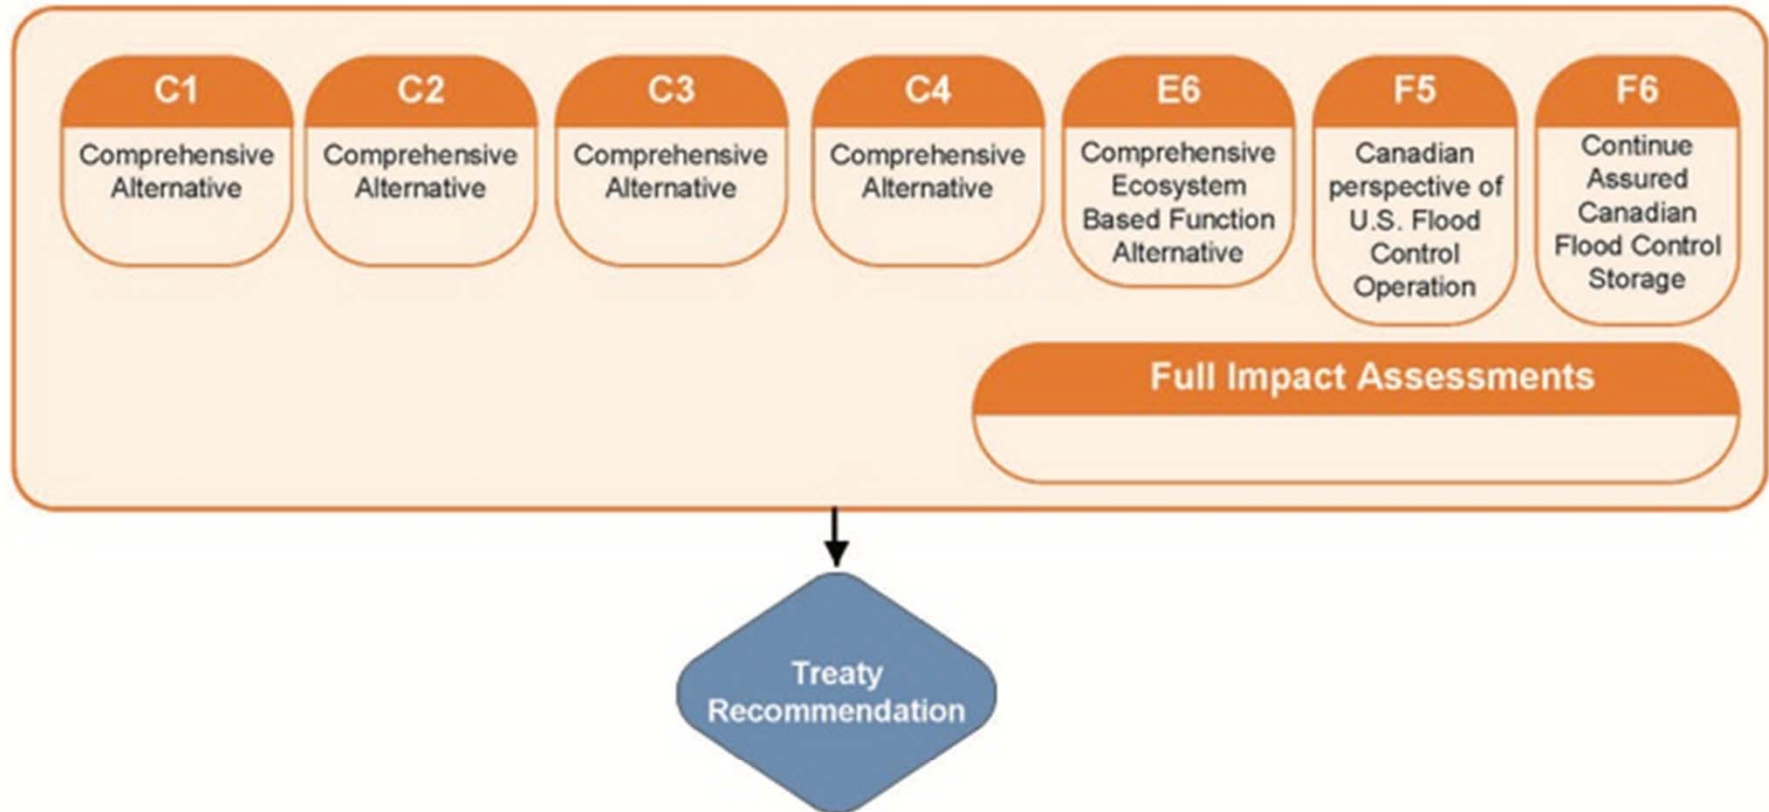 C1
Comprehensive
Alternative
C2
Comprehensive
Alternative
C3
Comprehensive
Alternative
C4
Comprehensive
Alternative
E6
Comprehensive
Ecosystem
Based Function
Alternative
F5
Canadian
perspective of
U.S. Flood
Control
Operation
F6
Continue
Assured
Canadian
Flood Control
Storage
Full Impact Assessments
Treaty
Recommendation